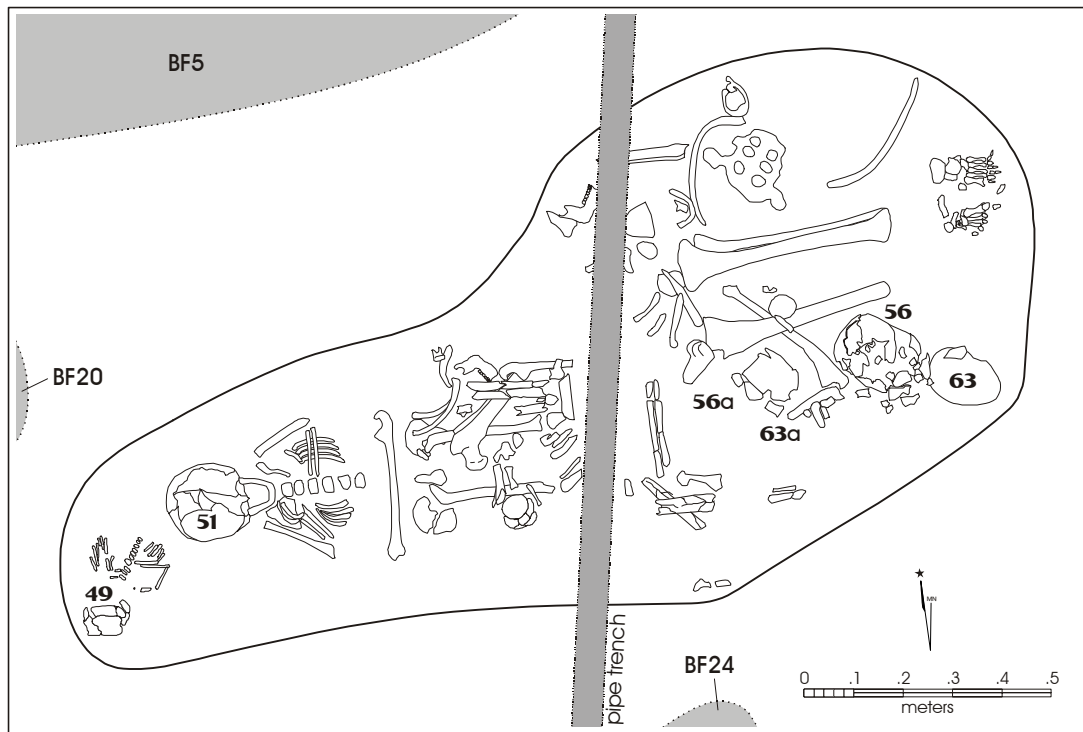 BF5
56
BF20
63
56a
63a
51
49
MN
pipe trench
BF24
0 .1 .2 .3 .4 .5
meters